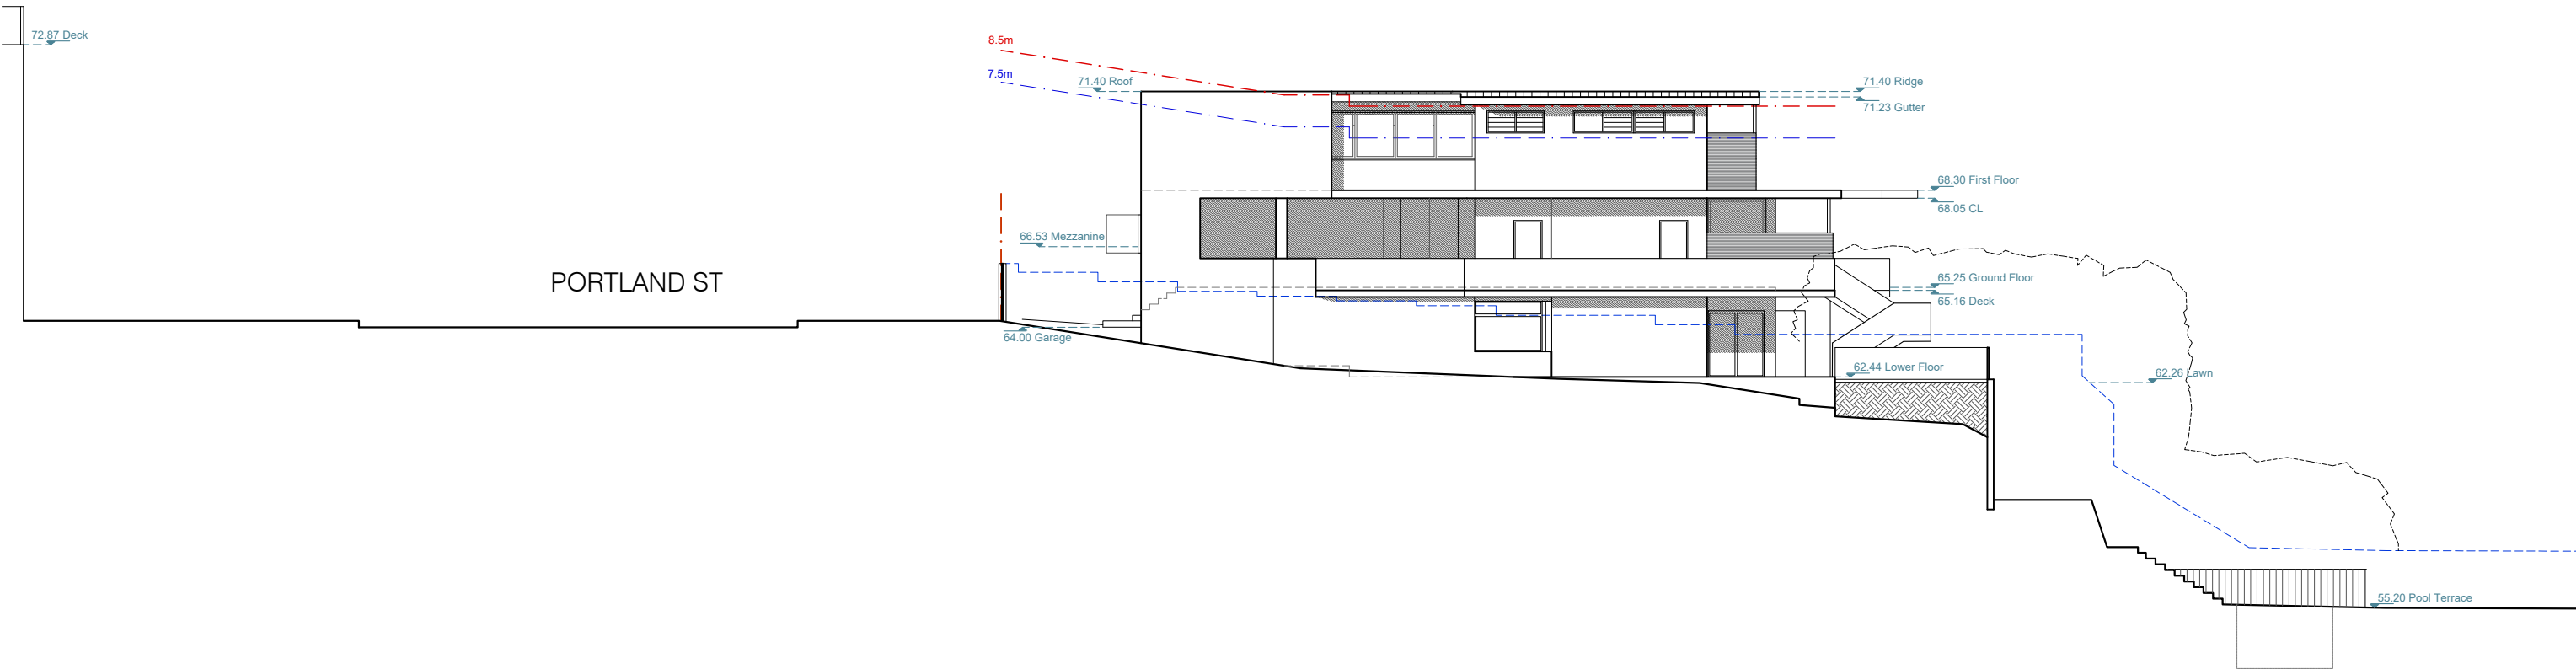 72.87 Deck
8.5m
7.5m
71.40 Roof
71.40 Ridge
71.23 Gutter
68.30 First Floor
68.05 CL
66.53 Mezzanine
PORTLAND ST
65.25 Ground Floor
65.16 Deck
64.00 Garage
62.44 Lower Floor
62.26 Lawn
55.20 Pool Terrace